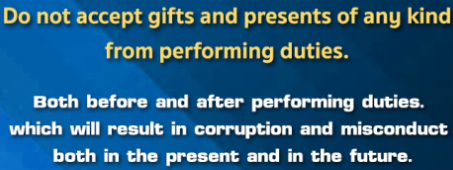 Do not accept gifts and presents of any kind
from performing duties.
Both before and after performing duties.
which will result in corruption and misconduct
both in the present and in the future.